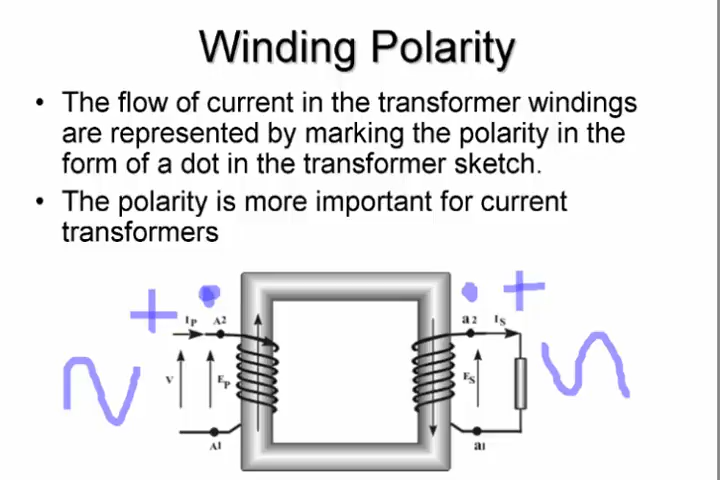 Winding Polarity
• The flow of current in the transformer windings
are represented by marking the polarity in the
form of a dot in the transformer sketch.
• The polarity is more important for current
transformers
+ +
IP A2 a2 IS
V EP ES
A1 a1